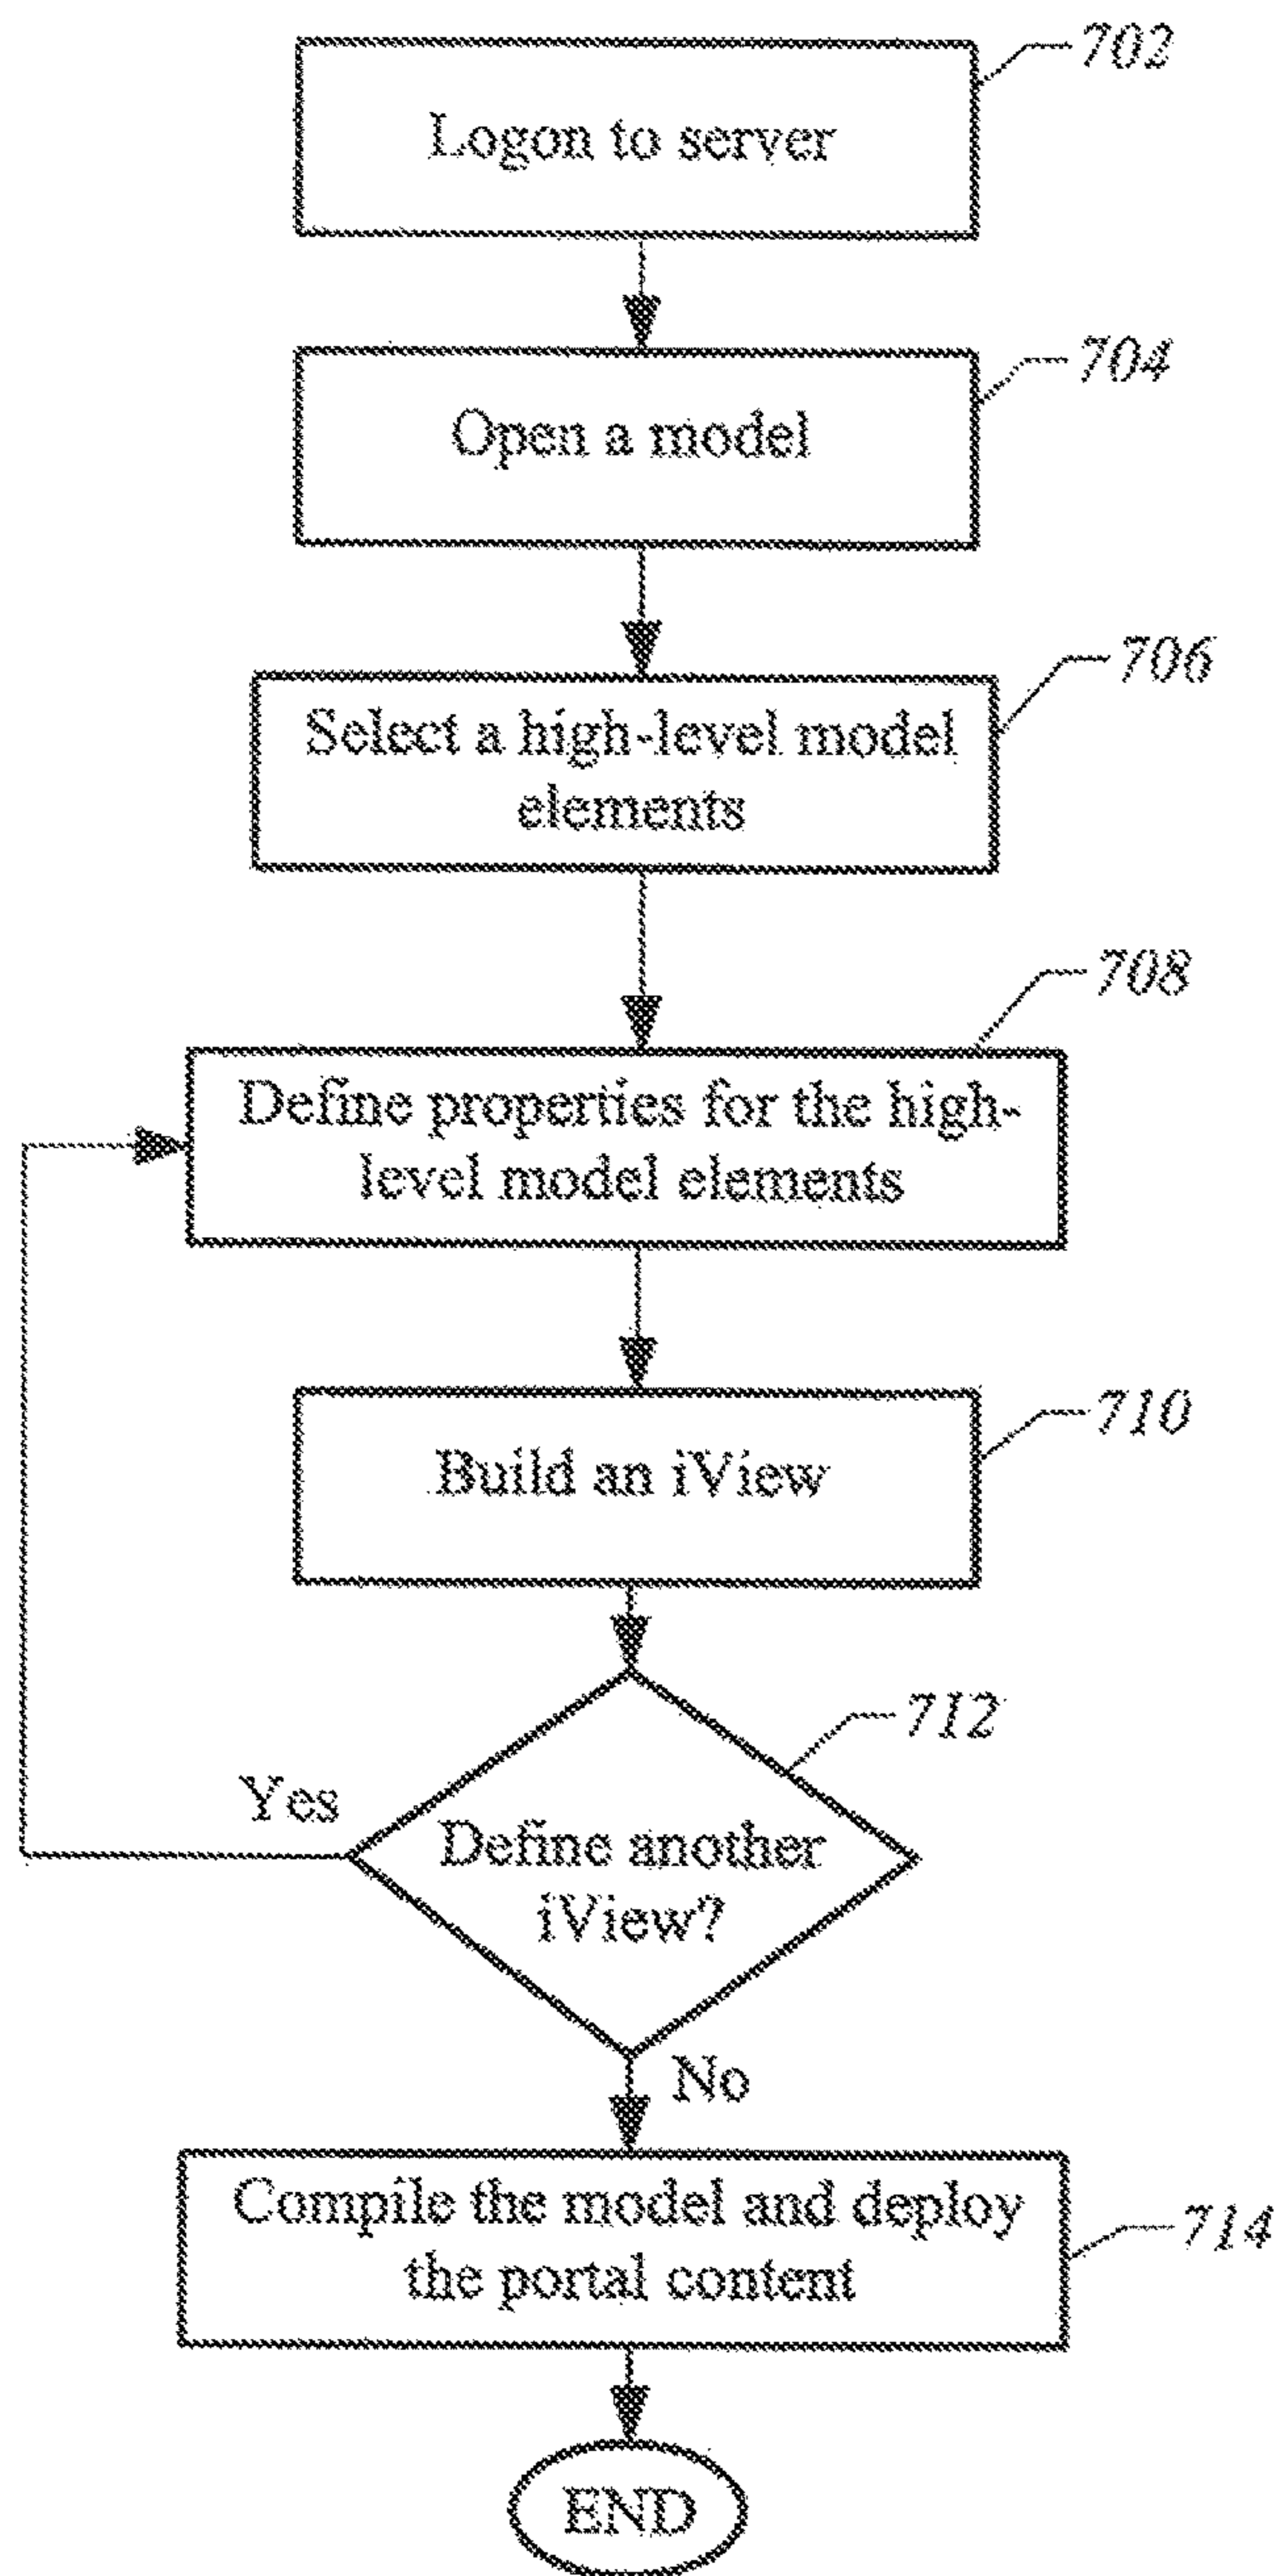 702
Logon to server
704
Open a model
706
Select a high-level model
elements
708
Define properties for the high-
level model elements
710
Build an iView
712
Yes
Define another
iView?
No
Compile the model and deploy
the portal content
714
END